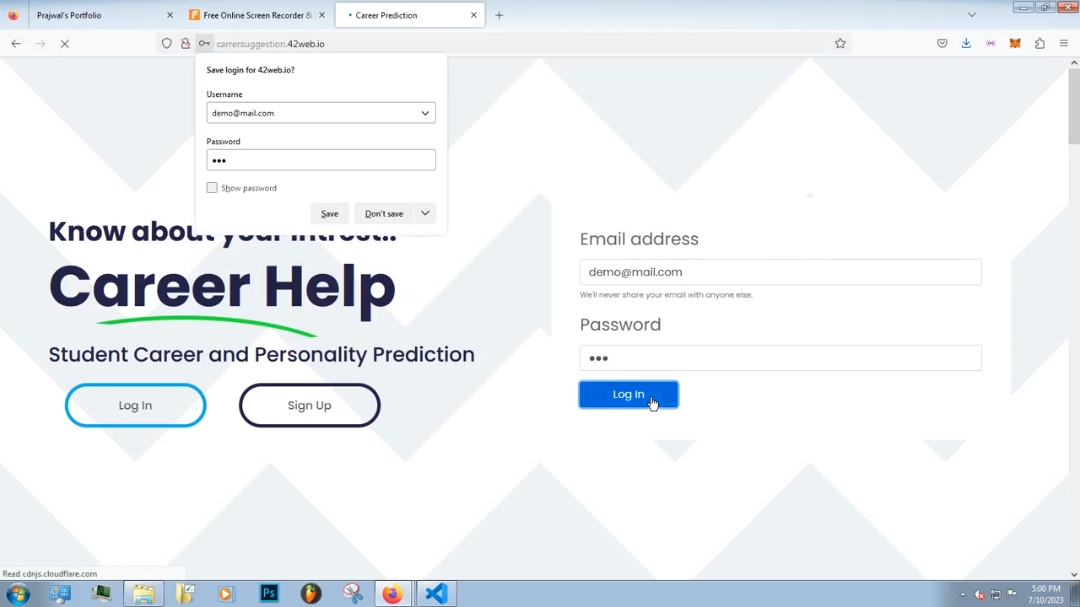 Prajwal's Portfolio
Free Online Screen Recorder &
Career Prediction
carrersuggestion.42web.io
Save login for 42web.io?
Username
demo@mail.com
Password
•••
Show password
Save
Don't save
Know about your intrest..
Career Help
Student Career and Personality Prediction
Log In
Sign Up
Email address
demo@mail.com
We'll never share your email with anyone else.
Password
•••
Log In
Read cdnjs.cloudflare.com
Ps
5:00 PM
7/10/2023